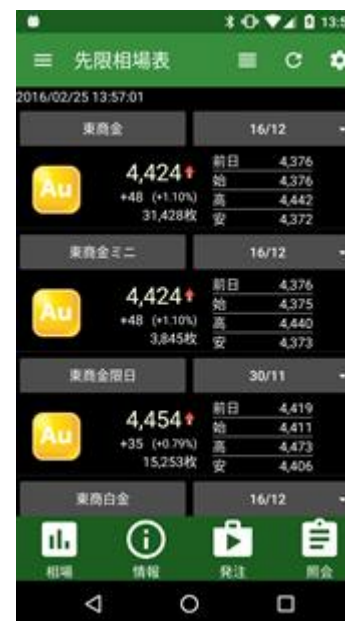 13:5
先限相場表
2016/02/25 13:57:01
東商金 16/12
Au
4,424
+48 (+1.10%)
31,428枚
前日 4,376
始 4,376
高 4,442
安 4,372
東商金ミニ 16/12
Au
4,424
+48 (+1.10%)
3,845枚
前日 4,376
始 4,375
高 4,440
安 4,373
東商金限日 30/11
Au
4,454
+35 (+0.79%)
15,253枚
前日 4,419
始 4,411
高 4,473
安 4,406
東商白金 16/12
相場 情報 発注 照会